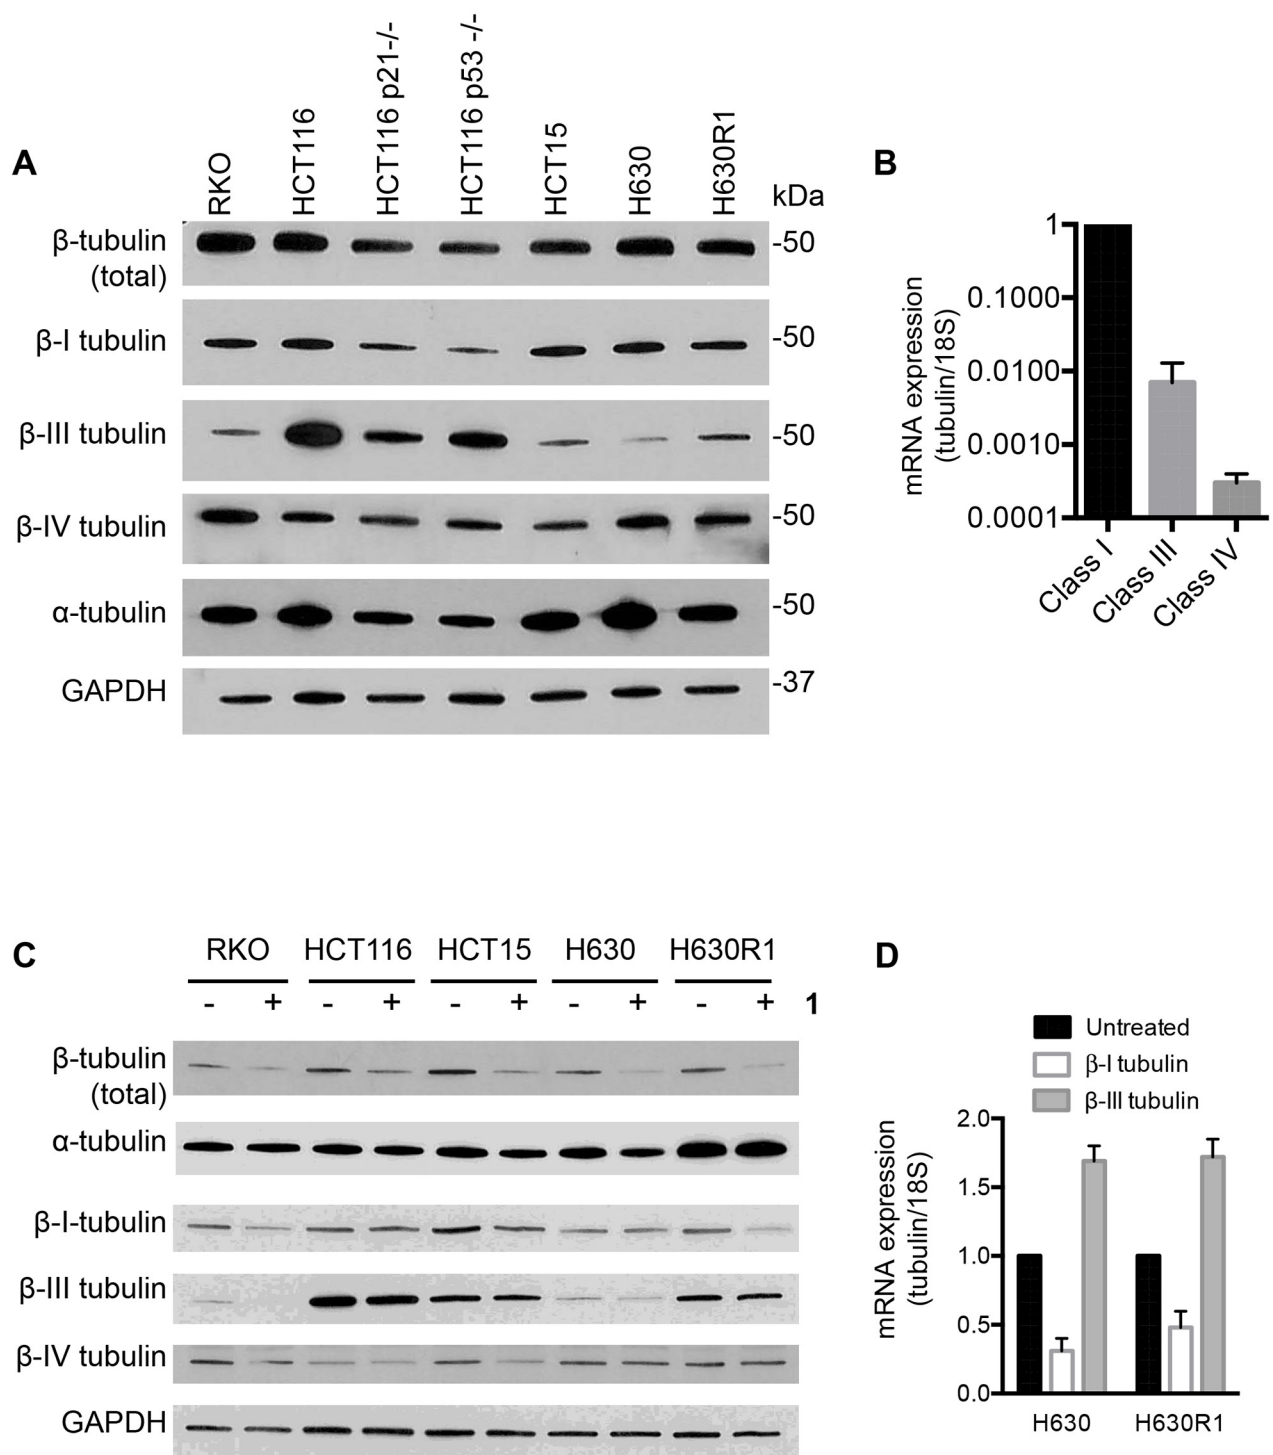 A
RKO
HCT116
HCT116 p21-/-
HCT116 p53 -/-
HCT15
H630
H630R1
kDa
β-tubulin
(total)
-50
β-I tubulin
-50
β-III tubulin
-50
β-IV tubulin
-50
α-tubulin
-50
GAPDH
-37
B
mRNA expression
(tubulin/18S)
1
0.1000
0.0100
0.0010
0.0001
Class I
Class III
Class IV
C
RKO HCT116 HCT15 H630 H630R1
- + - + - + - + - + 1
β-tubulin
(total)
α-tubulin
β-I-tubulin
β-III tubulin
β-IV tubulin
GAPDH
D
Untreated
β-I tubulin
β-III tubulin
mRNA expression
(tubulin/18S)
2.0
1.5
1.0
0.5
0.0
H630 H630R1